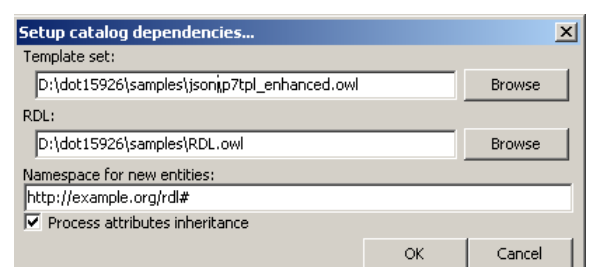 Setup catalog dependencies...
Template set:
D:\dot15926\samples\jsonjp7tpl_enhanced.owl
Browse
RDL:
D:\dot15926\samples\RDL.owl
Browse
Namespace for new entities:
http://example.org/rdl#
Process attributes inheritance
OK Cancel